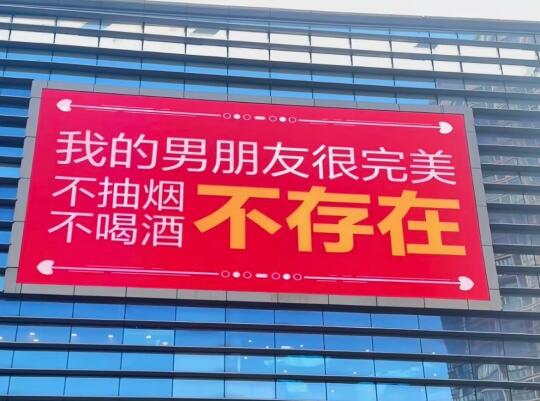 我的男朋友很完美
不抽烟
不喝酒
不存在